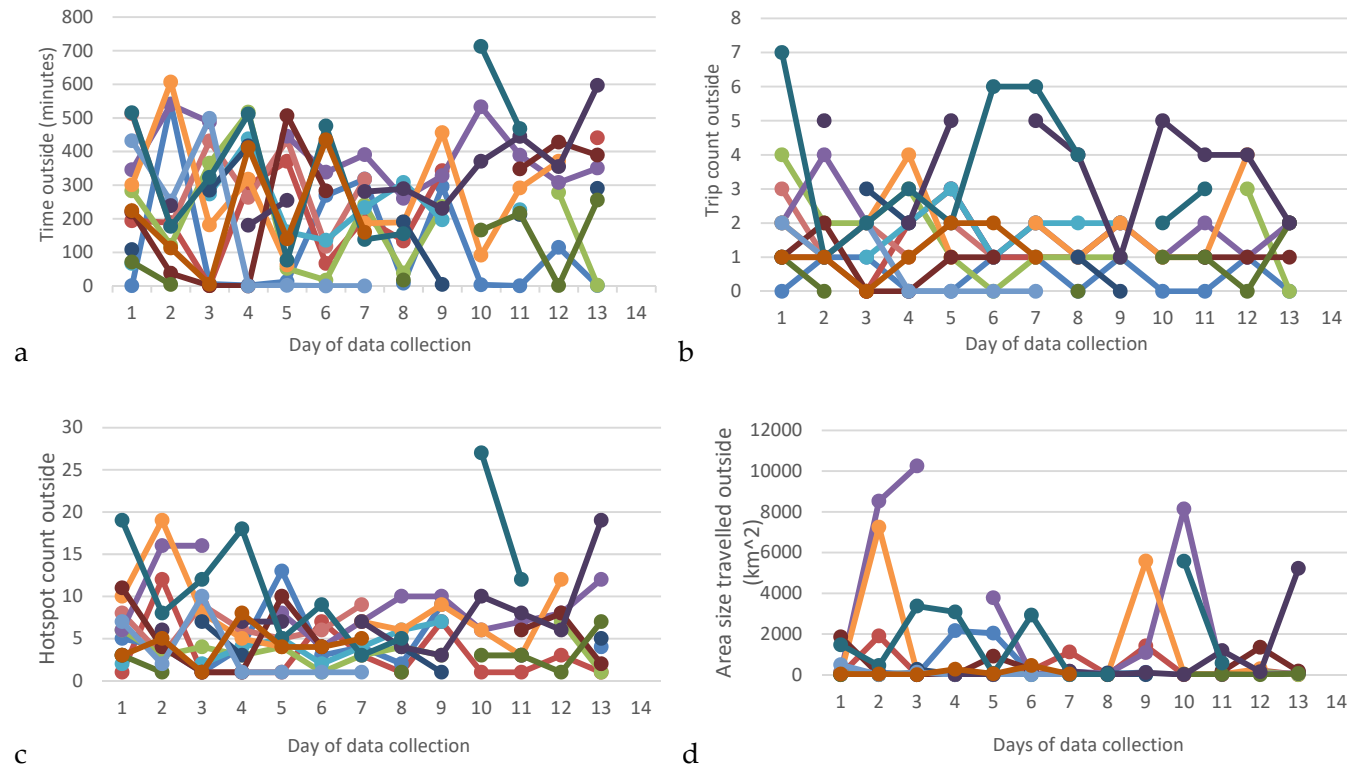 800
700
600
500
400
300
200
100
0
Time outside (minutes)
1 2 3 4 5 6 7 8 9 10 11 12 13 14
Day of data collection
a
8
7
6
5
4
3
2
1
0
Trip count outside
1 2 3 4 5 6 7 8 9 10 11 12 13 14
Day of data collection
b
30
25
20
15
10
5
0
Hotspot count outside
1 2 3 4 5 6 7 8 9 10 11 12 13 14
Day of data collection
c
12000
10000
8000
6000
4000
2000
0
Area size travelled outside
(km^2)
1 2 3 4 5 6 7 8 9 10 11 12 13 14
Days of data collection
d